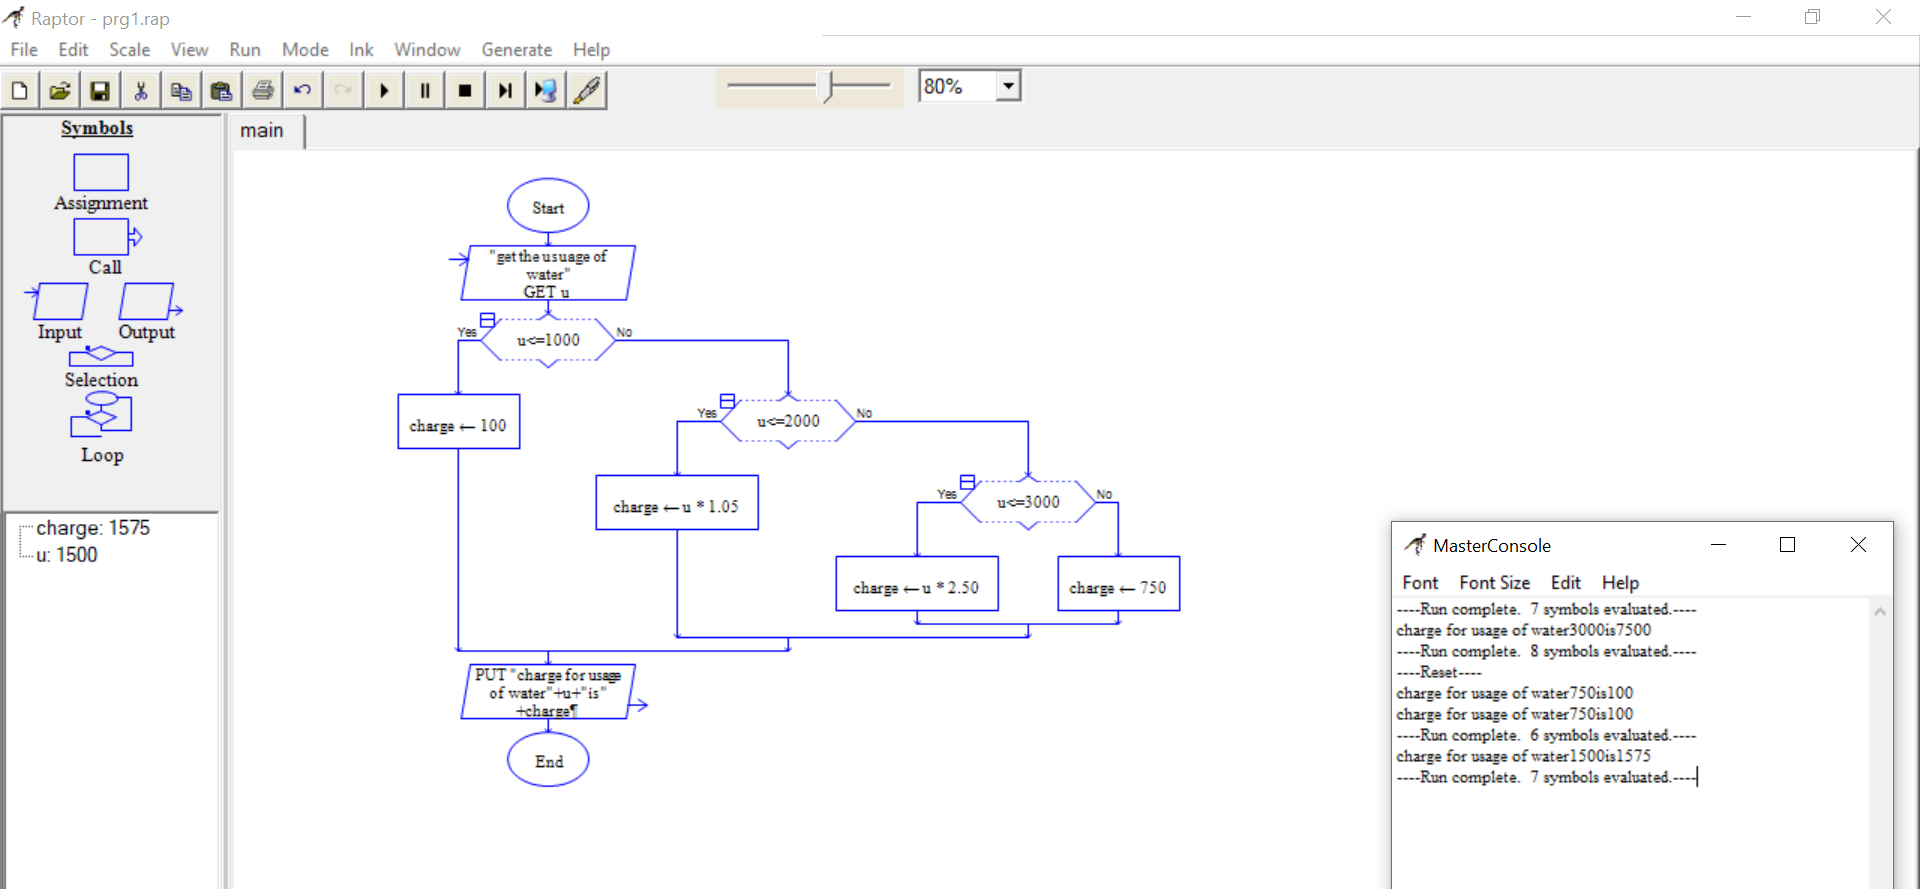 Raptor - prg1.rap
File Edit Scale View Run Mode Ink Window Generate Help
80%
Symbols
Assignment
Call
Input Output
Selection
Loop
charge: 1575
u: 1500
main
Start
"get the usuage of
water"
GET u
Yes u<=1000 No
charge ← 100
Yes u<=2000 No
charge ← u * 1.05
Yes u<=3000 No
charge ← u * 2.50
charge ← 750
PUT "charge for usage
of water"+u+"is"
+charge¶
End
MasterConsole
Font Font Size Edit Help
----Run complete. 7 symbols evaluated.----
charge for usage of water3000is7500
----Run complete. 8 symbols evaluated.----
----Reset----
charge for usage of water750is100
charge for usage of water750is100
----Run complete. 6 symbols evaluated.----
charge for usage of water1500is1575
----Run complete. 7 symbols evaluated.----